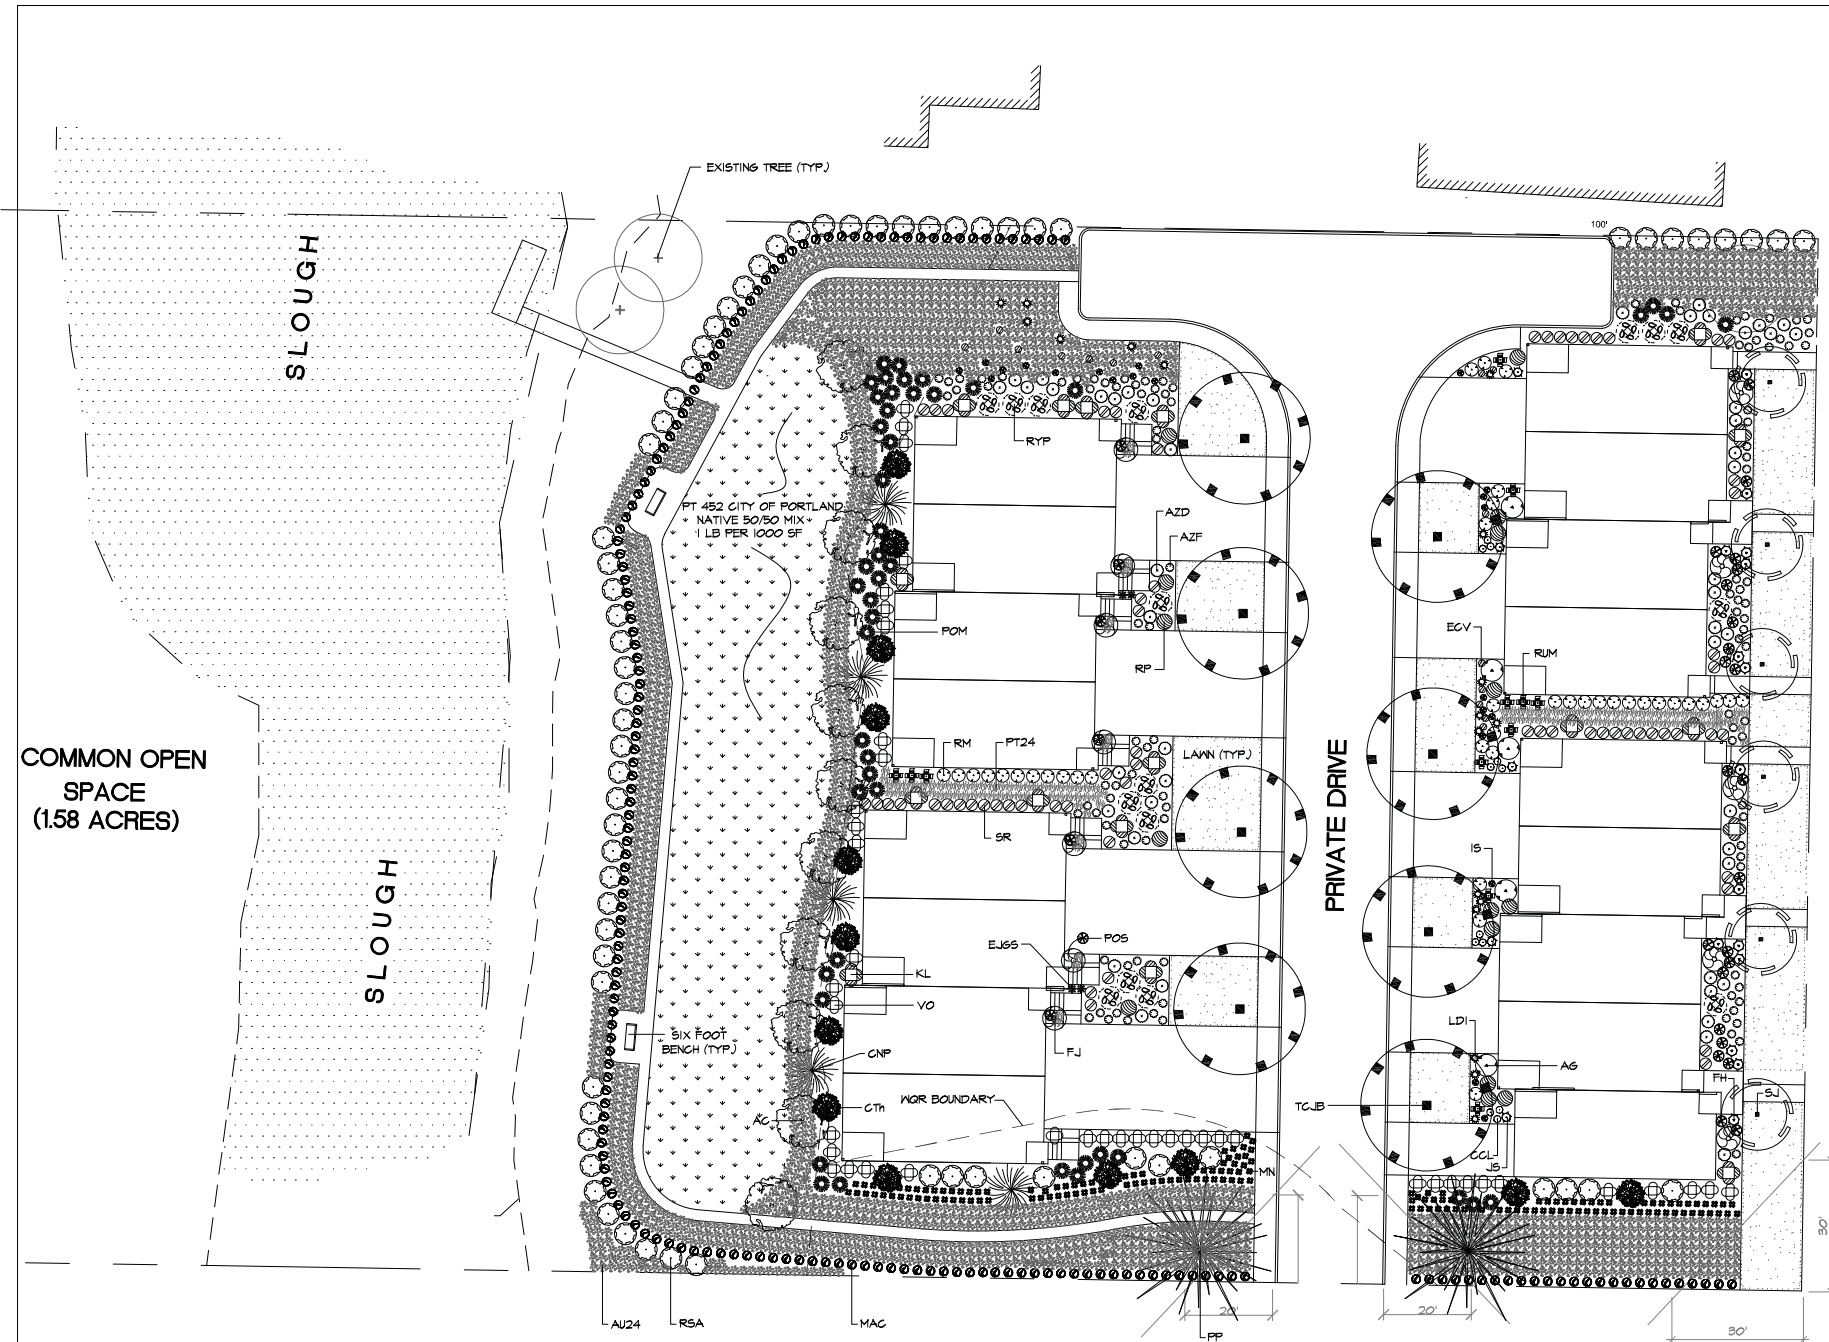 EXISTING TREE (TYP.)
100'
SLOUGH
RYP
PT 452 CITY OF PORTLAND
NATIVE 50/50 MIX
1 LB PER 1000 SF
AZD
AZF
POM
RP
ECV
RUM
RM
PT24
LAWN (TYP.)
PRIVATE DRIVE
COMMON OPEN
SPACE
(1.58 ACRES)
SR
IS
SLOUGH
EJGS
POS
KL
VO
SIX FOOT
BENCH (TYP.)
CNP
FJ
LDI
AG
FH
SJ
WQR BOUNDARY
CTh
AC
TCJB
CCL
JS
MN
30'
20'
20'
30'
AU24
RSA
MAC
PP